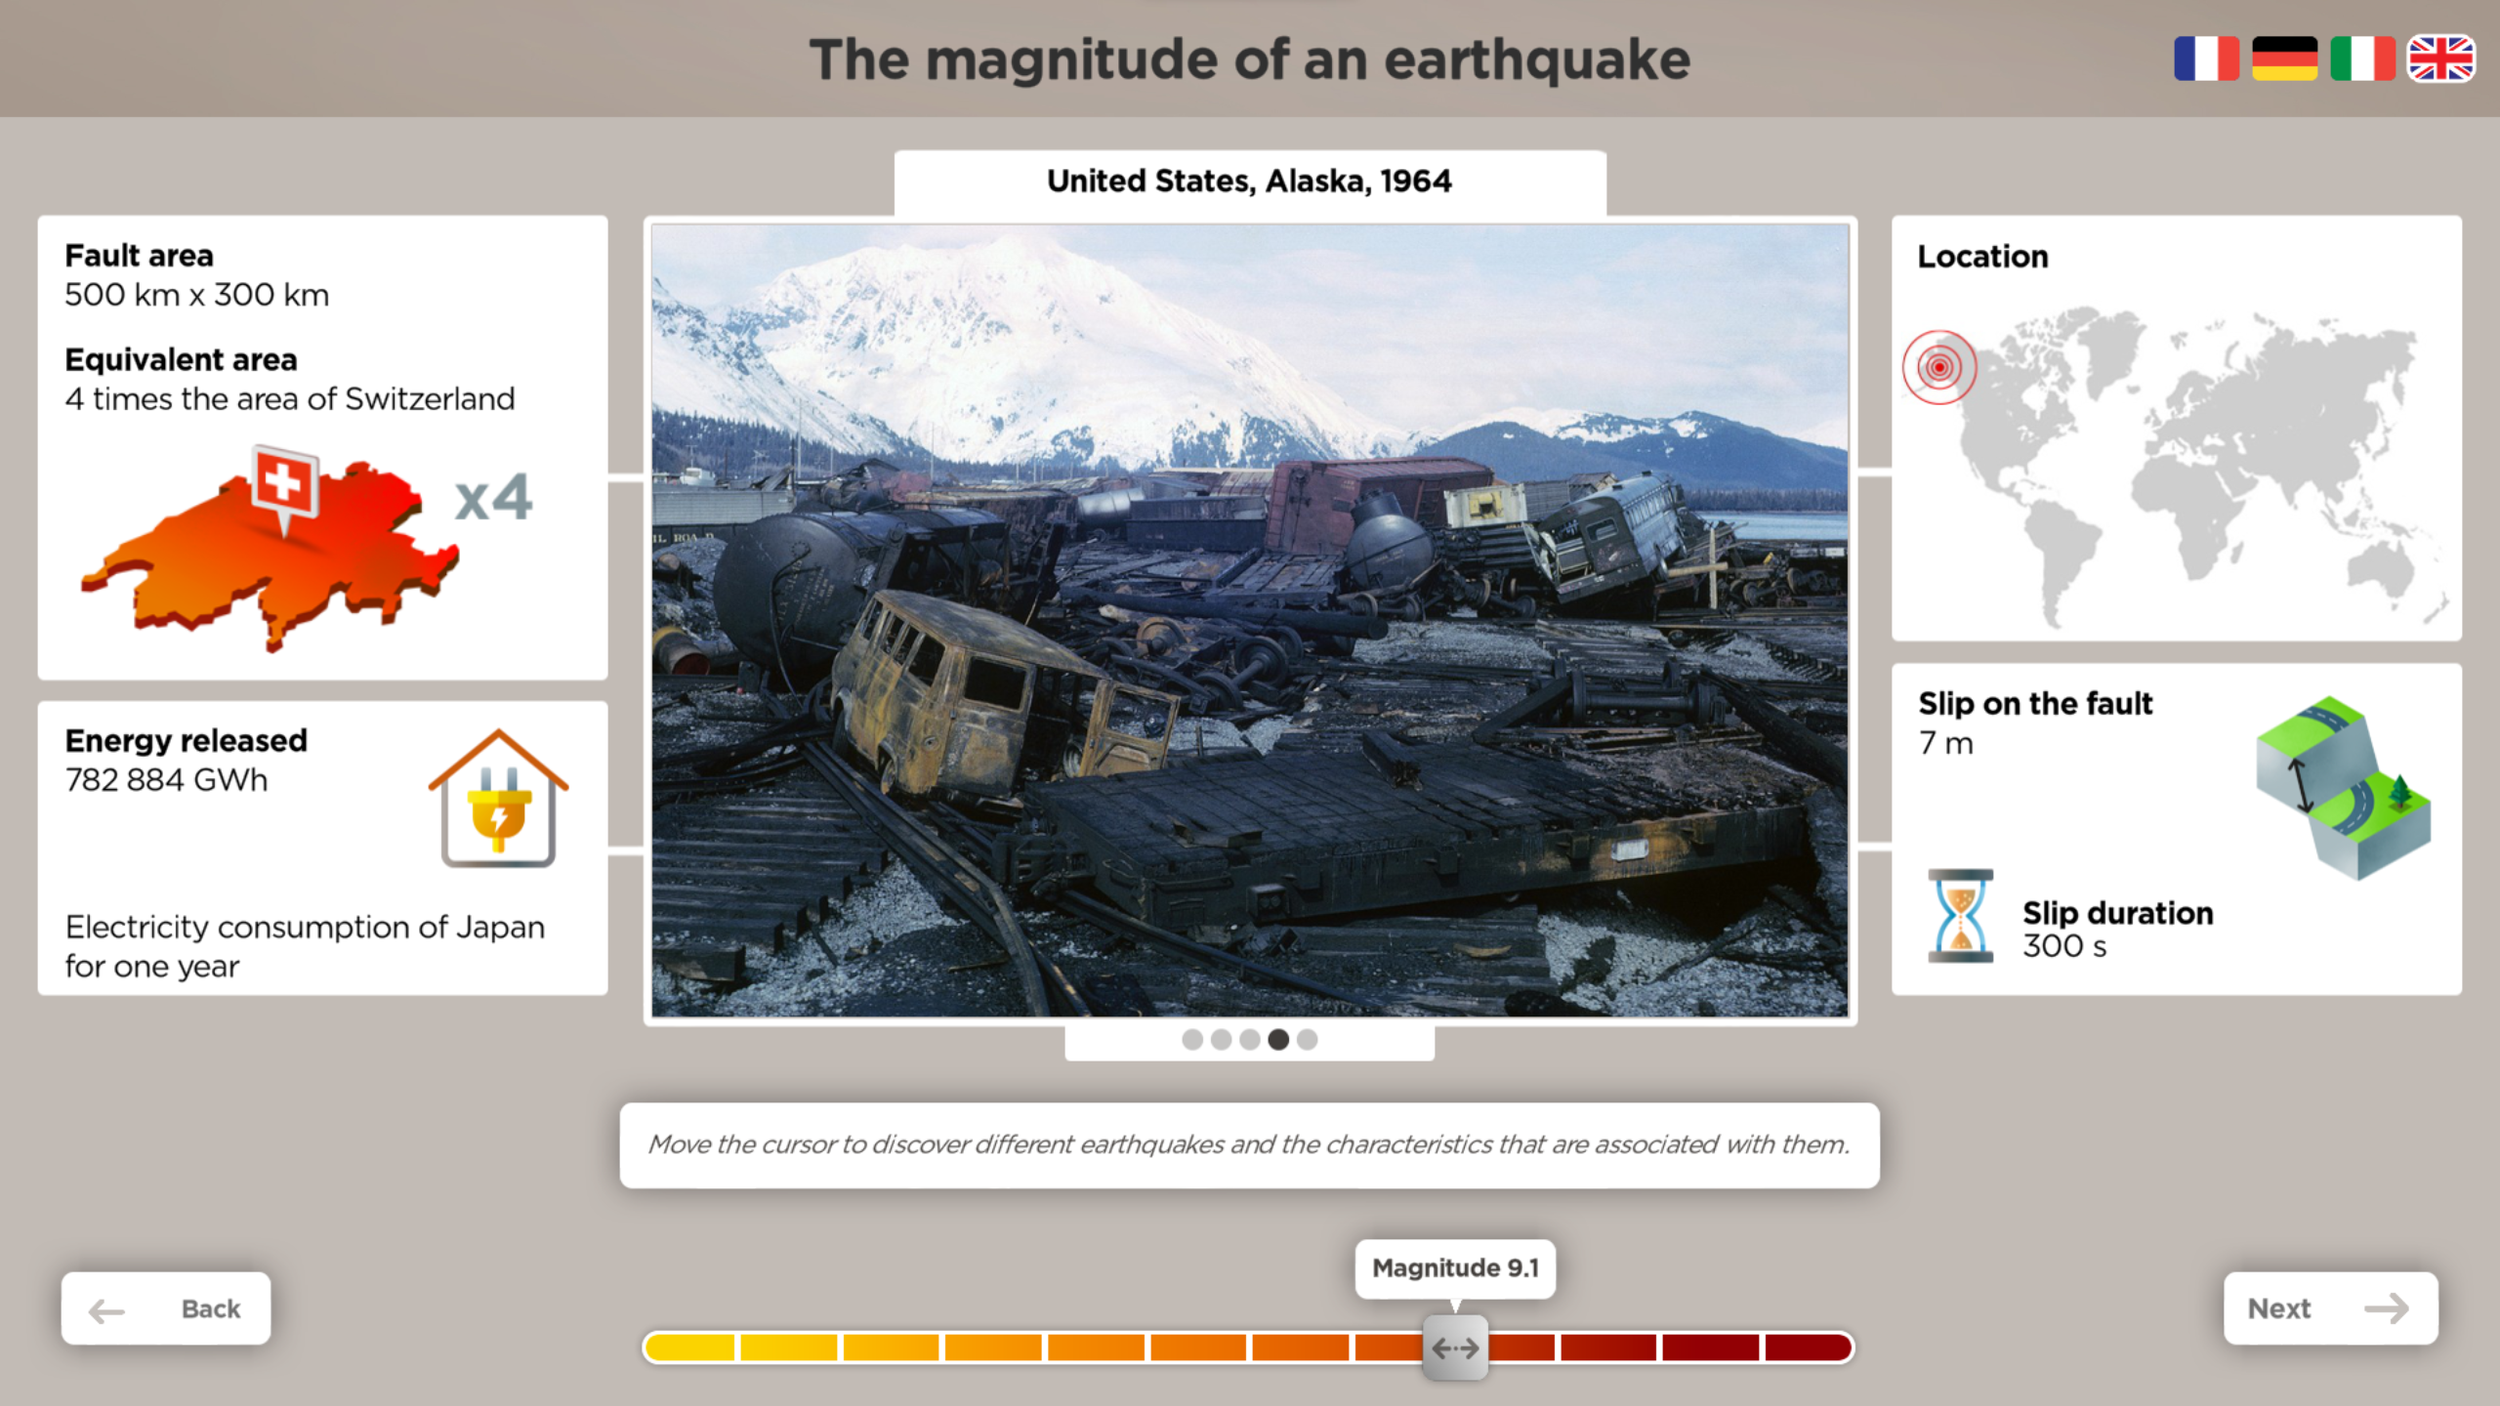 The magnitude of an earthquake
United States, Alaska, 1964
Fault area
500 km x 300 km
Equivalent area
4 times the area of Switzerland
x4
Energy released
782 884 GWh
Electricity consumption of Japan
for one year
IL ROA D
Location
Slip on the fault
7 m
Slip duration
300 s
Move the cursor to discover different earthquakes and the characteristics that are associated with them.
Magnitude 9.1
Back
Next